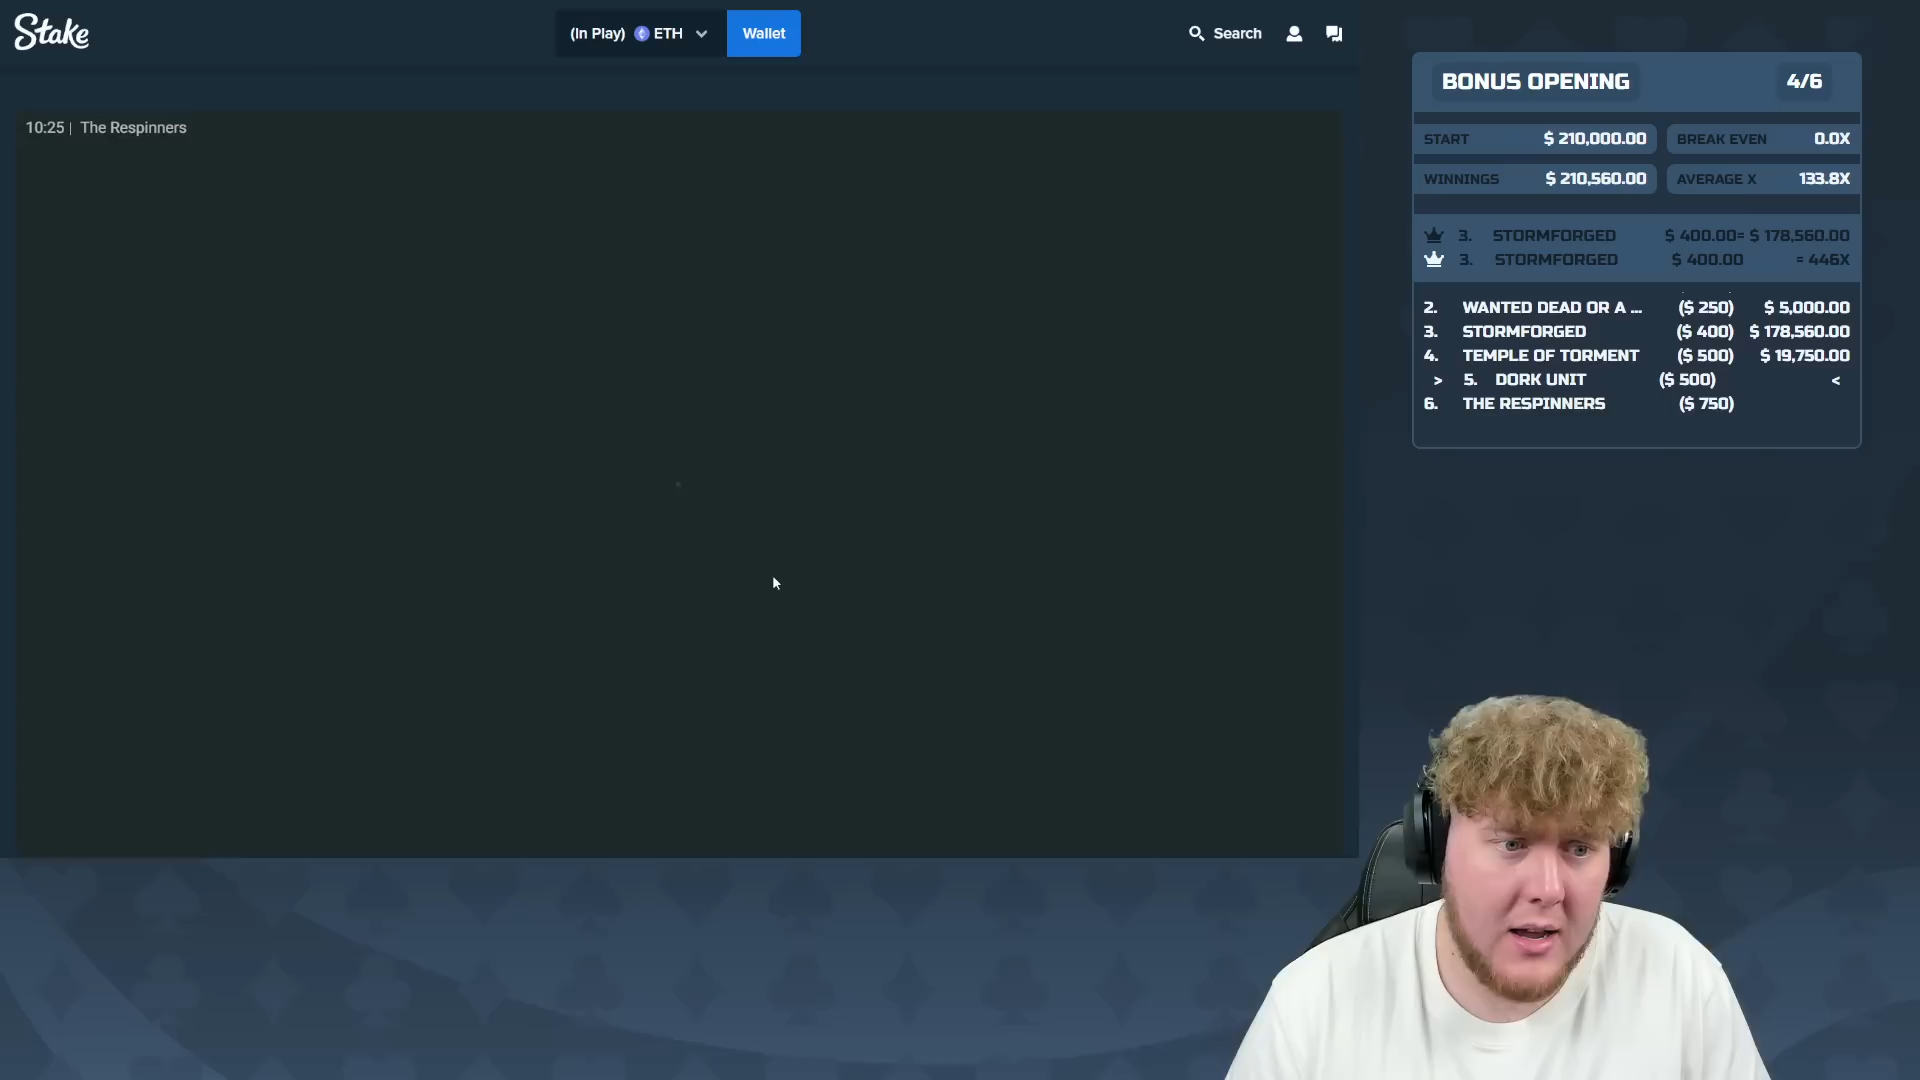 Stake
(In Play) ETH
Wallet
Search
10:25 | The Respinners
BONUS OPENING 4/6
START $ 210,000.00 BREAK EVEN 0.0X
WINNINGS $ 210,560.00 AVERAGE X 133.8X
3. STORMFORGED $ 400.00= $ 178,560.00
3. STORMFORGED $ 400.00 = 446X
2. WANTED DEAD OR A ... ($ 250) $ 5,000.00
3. STORMFORGED ($ 400) $ 178,560.00
4. TEMPLE OF TORMENT ($ 500) $ 19,750.00
> 5. DORK UNIT ($ 500) <
6. THE RESPINNERS ($ 750)